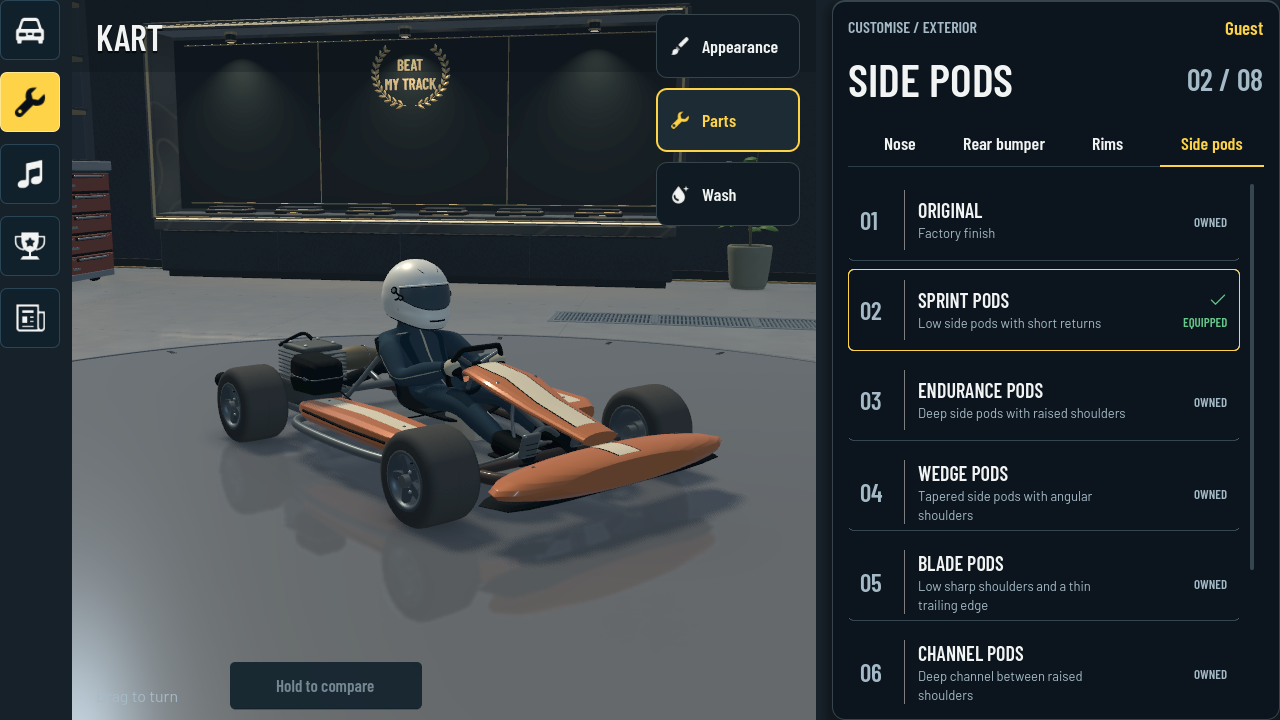 KART
BEAT
MY TRACK
Appearance
Parts
Wash
Drag to turn
Hold to compare
CUSTOMISE / EXTERIOR
Guest
SIDE PODS
02 / 08
Nose
Rear bumper
Rims
Side pods
01
ORIGINAL
Factory finish
OWNED
02
SPRINT PODS
Low side pods with short returns
EQUIPPED
03
ENDURANCE PODS
Deep side pods with raised shoulders
OWNED
04
WEDGE PODS
Tapered side pods with angular
shoulders
OWNED
05
BLADE PODS
Low sharp shoulders and a thin
trailing edge
OWNED
06
CHANNEL PODS
Deep channel between raised
shoulders
OWNED